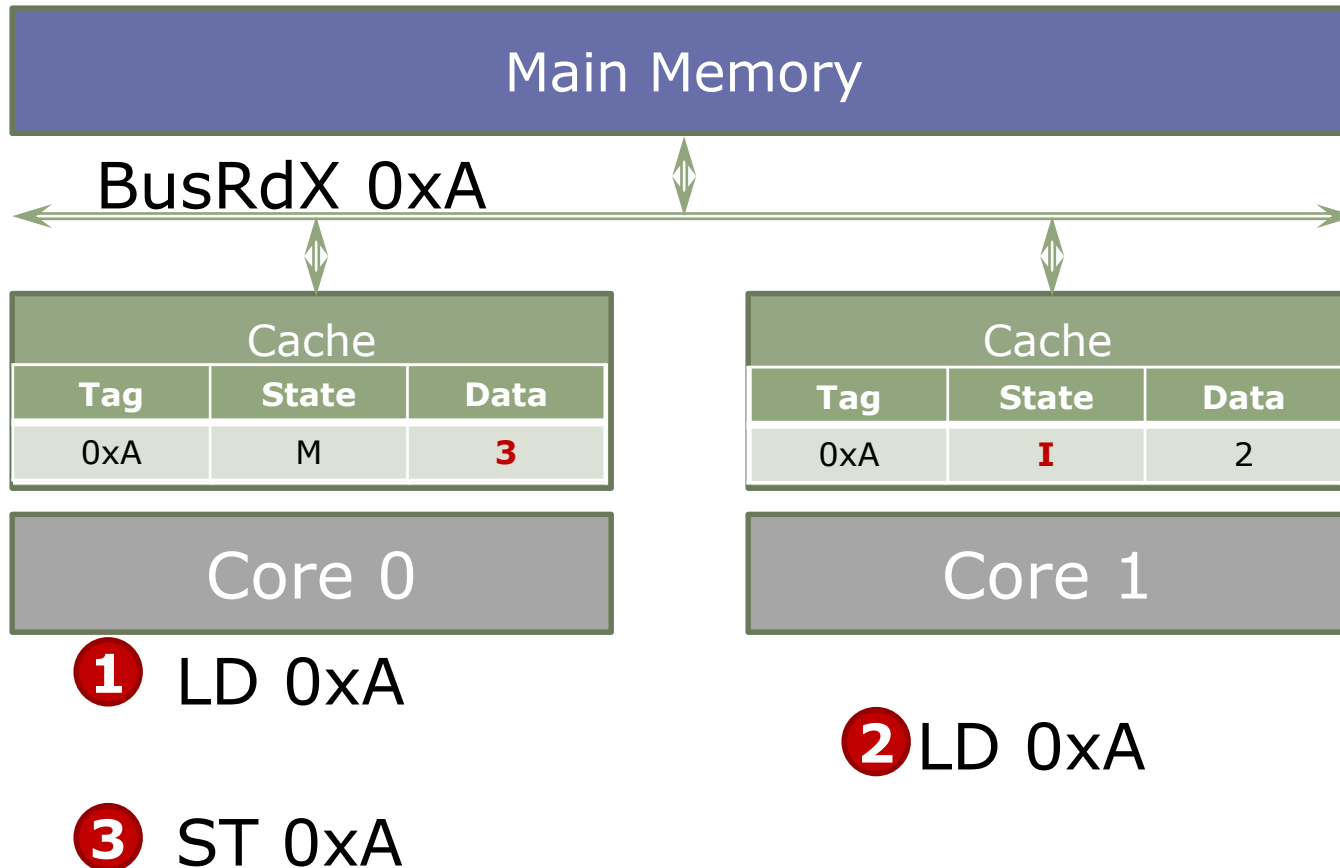 Main Memory
BusRdX 0xA
Cache
Tag State Data
0xA M 3
Cache
Tag State Data
0xA I 2
Core 0
Core 1
1 LD 0xA
2 LD 0xA
3 ST 0xA